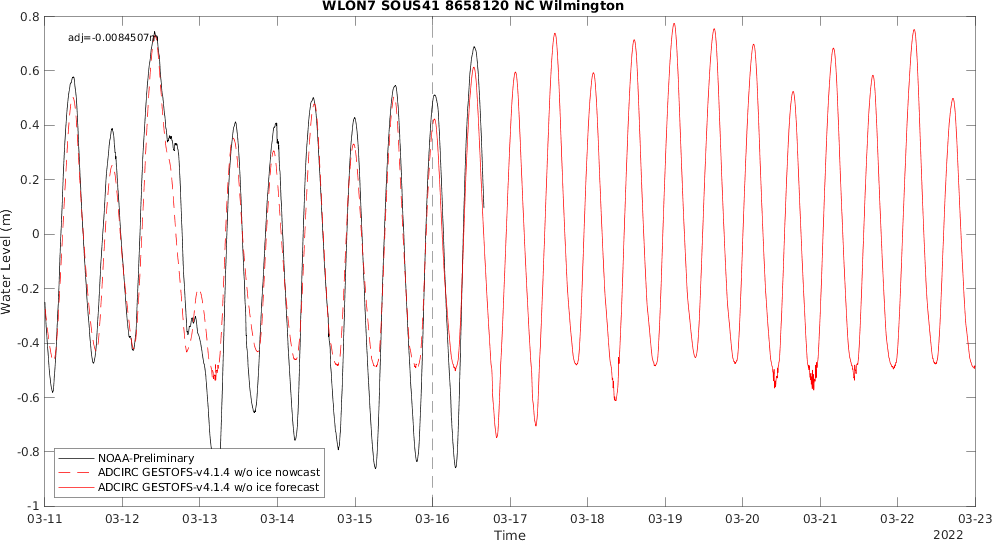 WLON7 SOUS41 8658120 NC Wilmington
adj=-0.0084507m
Water Level (m)
0.8
0.6
0.4
0.2
0
-0.2
-0.4
-0.6
-0.8
-1
NOAA-Preliminary
ADCIRC GESTOFS-v4.1.4 w/o ice nowcast
ADCIRC GESTOFS-v4.1.4 w/o ice forecast
03-11 03-12 03-13 03-14 03-15 03-16 03-17 03-18 03-19 03-20 03-21 03-22 03-23
Time
2022